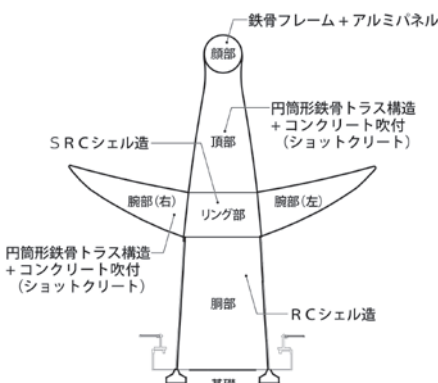 鉄骨フレーム＋アルミパネル
顔部
円筒形鉄骨トラス構造
＋コンクリート吹付
（ショットクリート）
頂部
ＳＲＣシェル造
腕部（右）
リング部
腕部（左）
円筒形鉄骨トラス構造
＋コンクリート吹付
（ショットクリート）
胴部
ＲＣシェル造
基礎